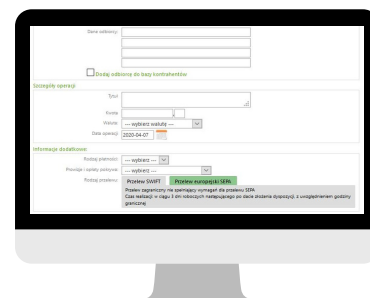 Dane odbiorcy:
Dodaj odbiorcę do bazy kontrahentów
Szczegóły operacji
Tytuł
Kwota
Waluta --- wybierz walutę ---
Data operacji 2020-04-07
Informacje dodatkowe
Rodzaj płatności --- wybierz ---
Prowizje i opłaty pokrywa --- wybierz ---
Rodzaj przelewu Przelew SWIFT Przelew europejski SEPA
Przelew zagraniczny nie spełniający wymagań dla przelewu SEPA
Czas realizacji w ciągu 3 dni roboczych następującego po dacie złożenia dyspozycji, z uwzględnieniem godziny
granicznej